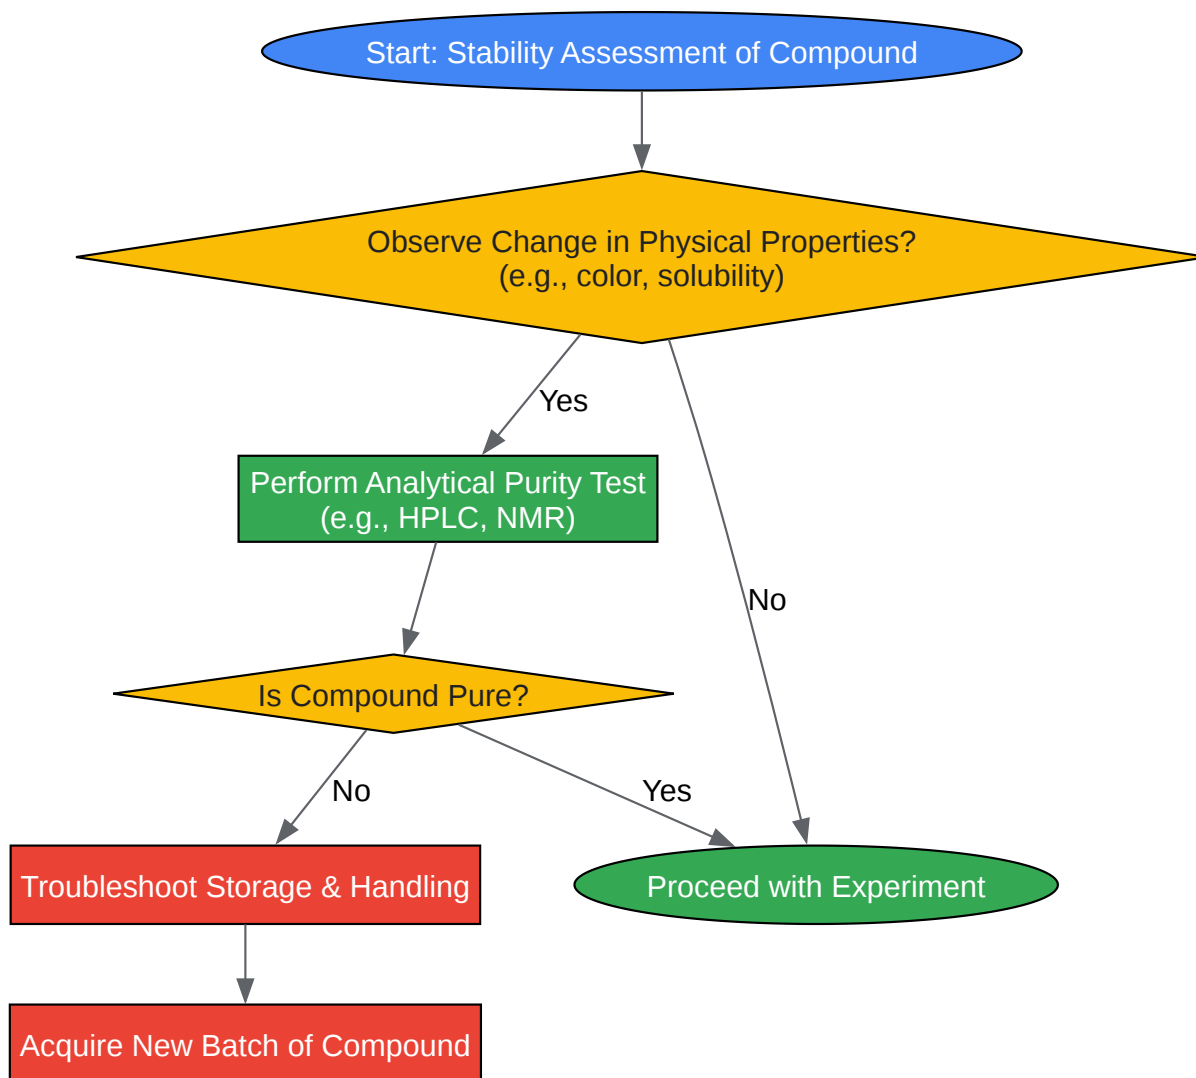 Start: Stability Assessment of Compound
Observe Change in Physical Properties?
(e.g., color, solubility)
Yes
Perform Analytical Purity Test
(e.g., HPLC, NMR)
No
Is Compound Pure?
No
Yes
Troubleshoot Storage & Handling
Proceed with Experiment
Acquire New Batch of Compound